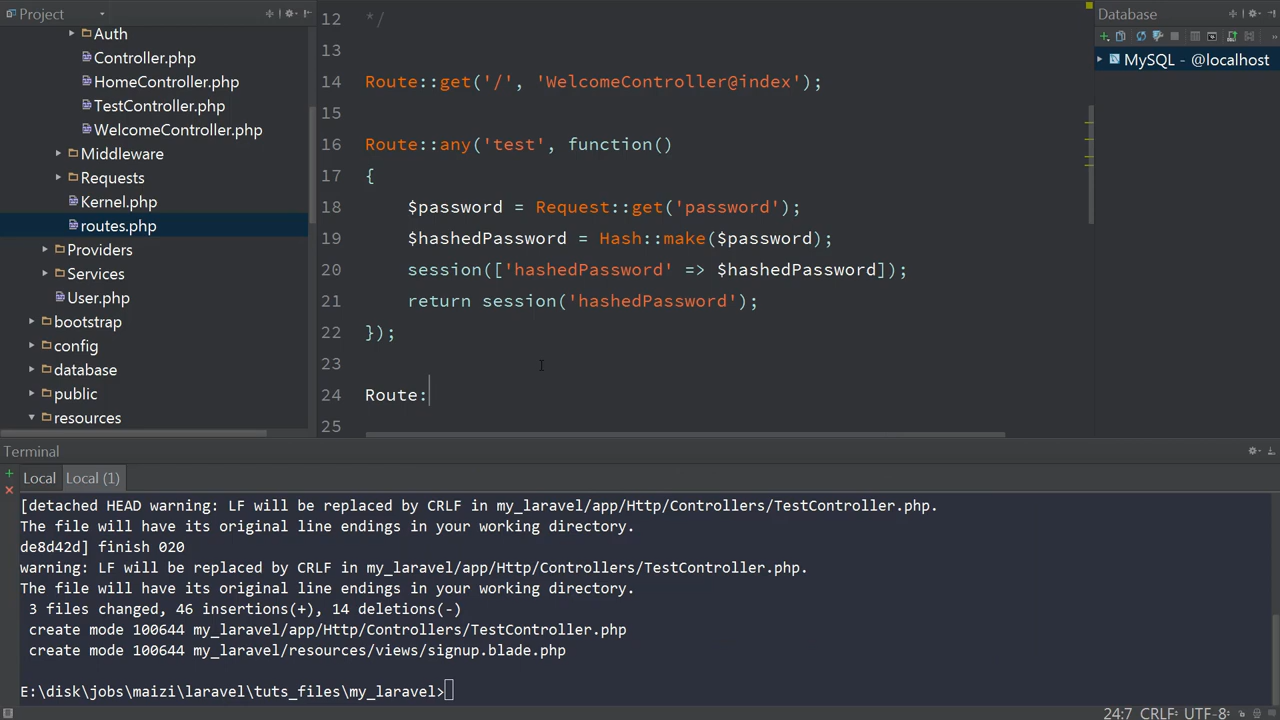 Project
Auth
Controller.php
HomeController.php
TestController.php
WelcomeController.php
Middleware
Requests
Kernel.php
routes.php
Providers
Services
User.php
bootstrap
config
database
public
resources
12 */
13
14 Route::get('/', 'WelcomeController@index');
15
16 Route::any('test', function()
17 {
18 $password = Request::get('password');
19 $hashedPassword = Hash::make($password);
20 session(['hashedPassword' => $hashedPassword]);
21 return session('hashedPassword');
22 });
23
24 Route:
25
Database
MySQL - @localhost
Terminal
Local Local (1)
[detached HEAD warning: LF will be replaced by CRLF in my_laravel/app/Http/Controllers/TestController.php.
The file will have its original line endings in your working directory.
de8d42d] finish 020
warning: LF will be replaced by CRLF in my_laravel/app/Http/Controllers/TestController.php.
The file will have its original line endings in your working directory.
3 files changed, 46 insertions(+), 14 deletions(-)
create mode 100644 my_laravel/app/Http/Controllers/TestController.php
create mode 100644 my_laravel/resources/views/signup.blade.php
E:\disk\jobs\maizi\laravel\tuts_files\my_laravel>
24:7 CRLF÷ UTF-8÷